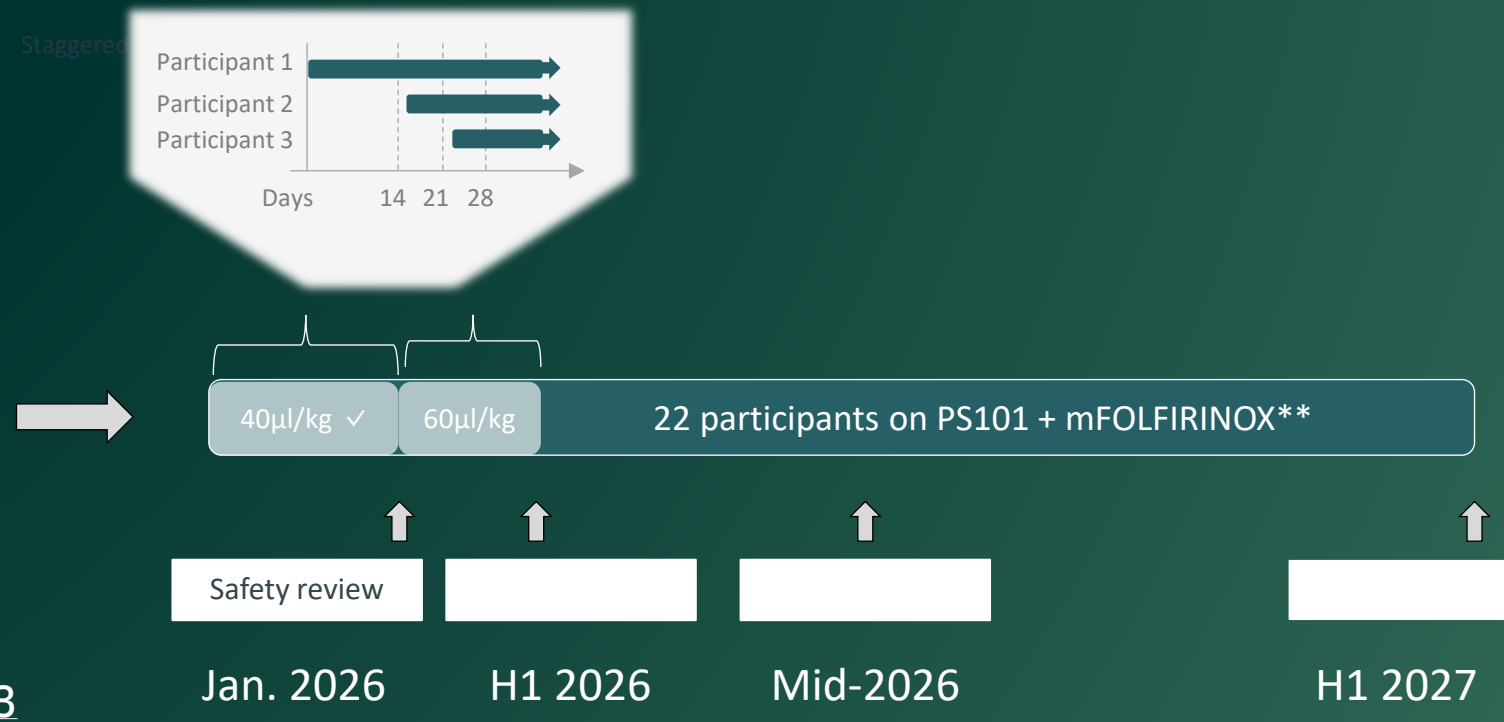 Staggered
Participant 1
Participant 2
Participant 3
Days 14 21 28
40µl/kg ✓ 60µl/kg 22 participants on PS101 + mFOLFIRINOX**
Safety review
Jan. 2026 H1 2026 Mid-2026 H1 2027
3